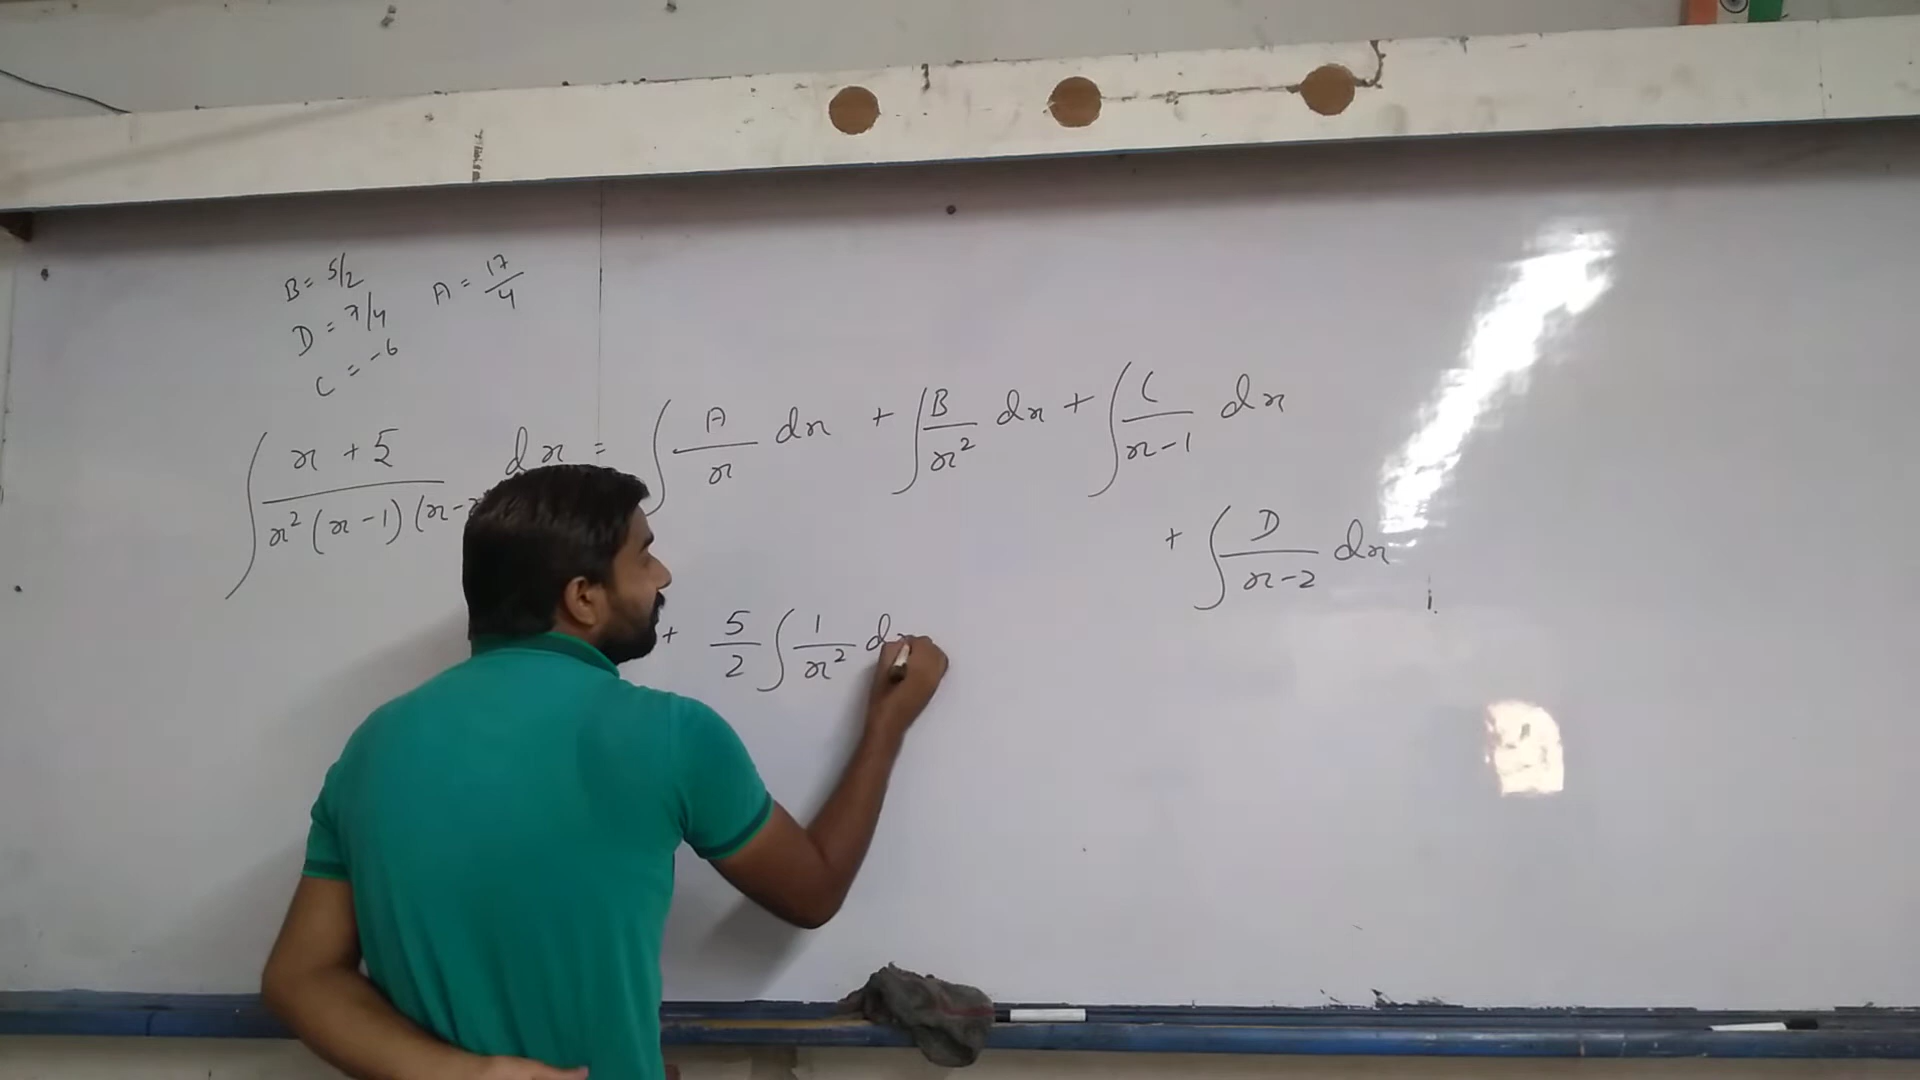 B = 5/2
A = 17/4
D = 7/4
C = -6
∫ x + 5 / x² (x - 1) (x - dx = ∫ A / x dx + ∫ B / x² dx + ∫ C / x - 1 dx
+ ∫ D / x - 2 dx
+ 5/2 ∫ 1 / x² dx